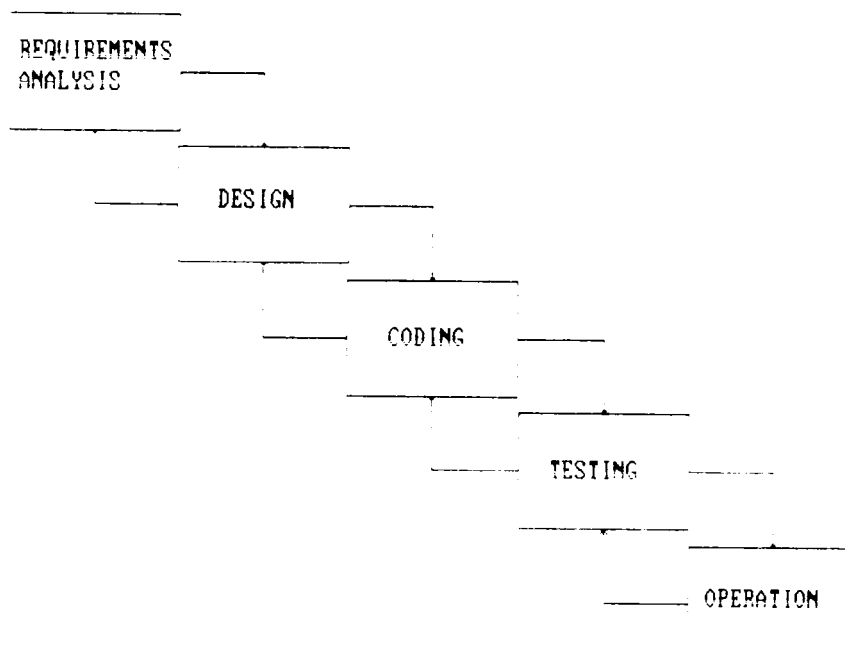 REQUIREMENTS
ANALYSIS
DESIGN
CODING
TESTING
OPERATION